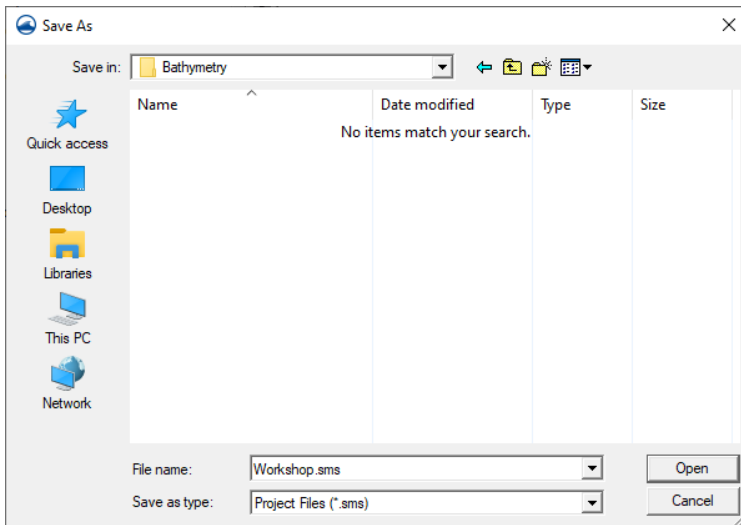 Save As
Save in: Bathymetry
Name Date modified Type Size
No items match your search.
Quick access
Desktop
Libraries
This PC
Network
File name: Workshop.sms Open
Save as type: Project Files (*.sms) Cancel